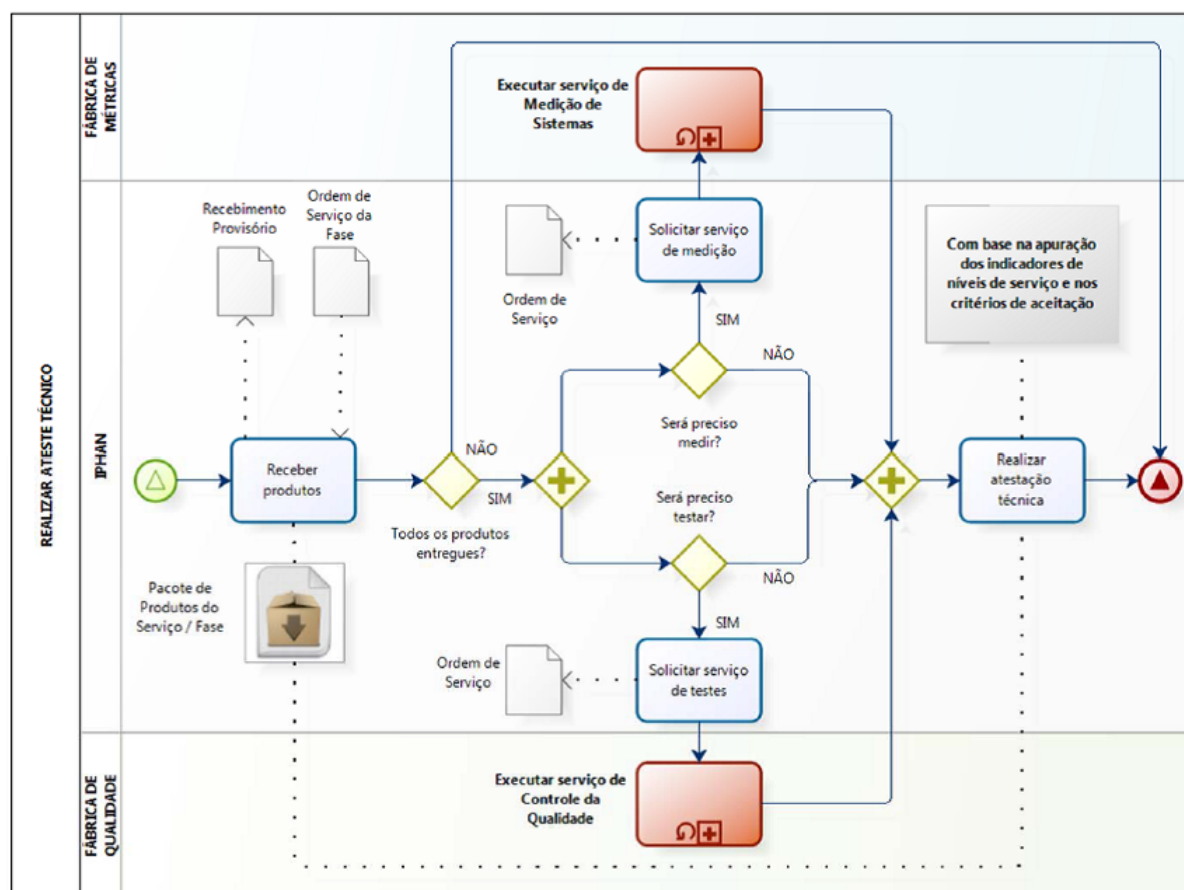 REALIZAR ATESTE TÉCNICO
FÁBRICA DE
MÉTRICAS
Executar serviço de
Medição de
Sistemas
IPHAN
Recebimento
Provisório
Ordem de
Serviço da
Fase
Ordem de
Serviço
Solicitar serviço
de medição
SIM
Com base na apuração
dos indicadores de
níveis de serviço e nos
critérios de aceitação
NÃO
Será preciso
medir?
Receber
produtos
NÃO
SIM
Todos os produtos
entregues?
Será preciso
testar?
NÃO
SIM
Realizar
atestação
técnica
Pacote de
Produtos do
Serviço / Fase
Ordem de
Serviço
Solicitar serviço
de testes
FÁBRICA DE
QUALIDADE
Executar serviço de
Controle da
Qualidade